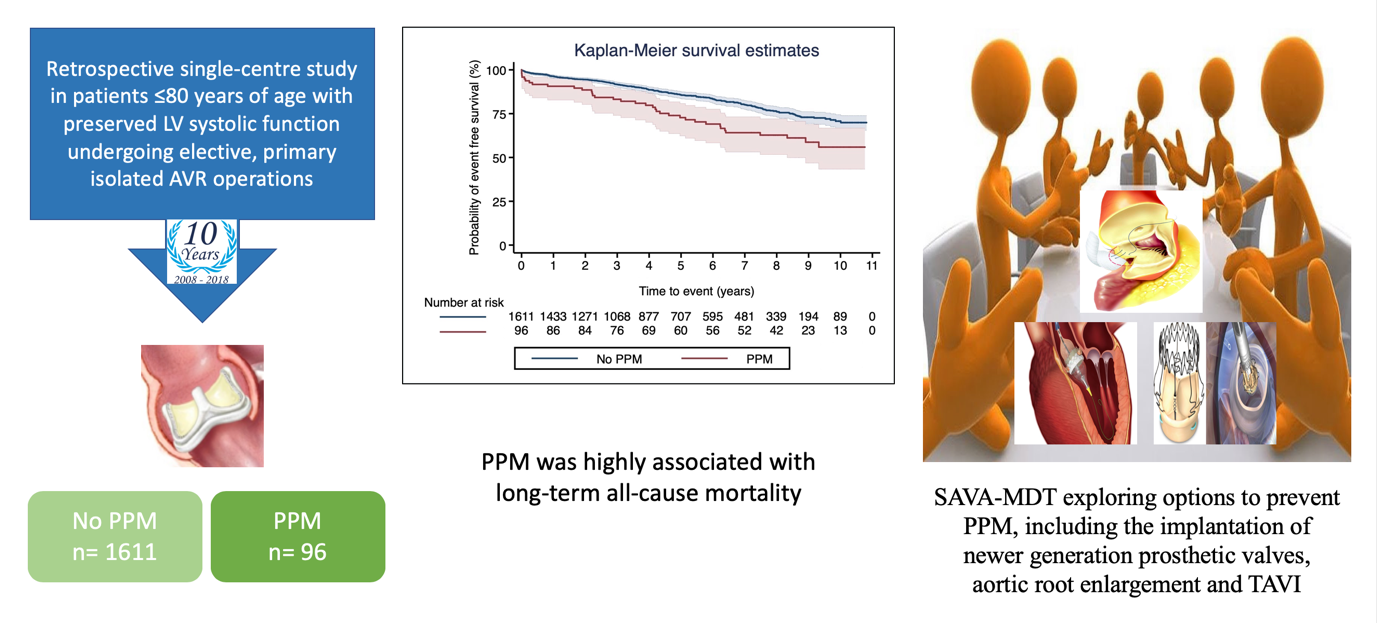 Retrospective single-centre study
in patients ≤80 years of age with
preserved LV systolic function
undergoing elective, primary
isolated AVR operations
10
Years
2008 - 2018
No PPM
n= 1611
PPM
n= 96
Kaplan-Meier survival estimates
Probability of event free survival (%)
100
75
50
25
0
0 1 2 3 4 5 6 7 8 9 10 11
Time to event (years)
Number at risk
1611 1433 1271 1068 877 707 595 481 339 194 89 0
96 86 84 76 69 60 56 52 42 23 13 0
No PPM PPM
PPM was highly associated with
long-term all-cause mortality
SAVA-MDT exploring options to prevent
PPM, including the implantation of
newer generation prosthetic valves,
aortic root enlargement and TAVI